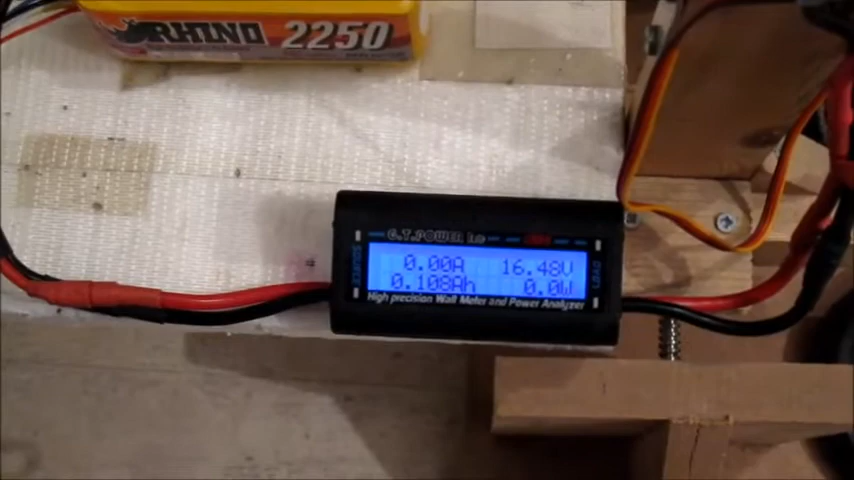 RHINO 2250
G.T.POWER
SOURCE
LOAD
0.00A 16.48V
0.108Ah 0.0W
High precision Watt Meter and Power Analyzer